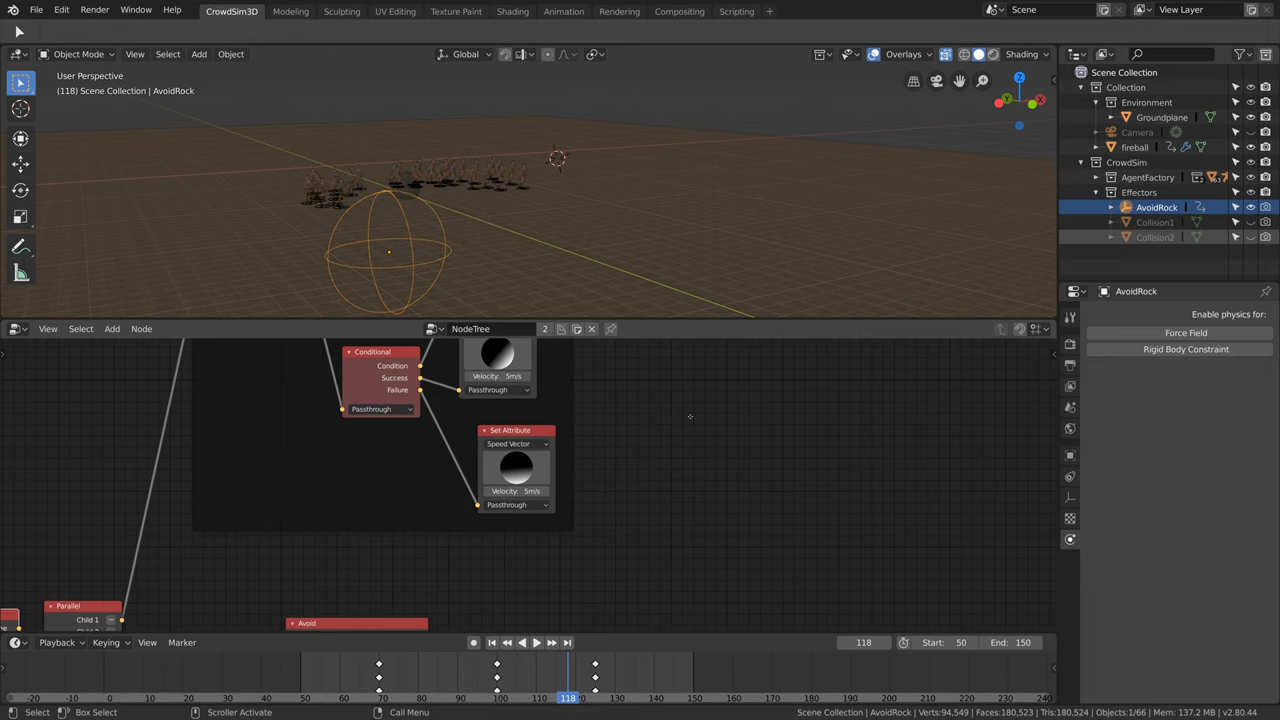 File Edit Render Window Help CrowdSim3D Modeling Sculpting UV Editing Texture Paint Shading Animation Rendering Compositing Scripting + Scene View Layer
Object Mode View Select Add Object Global Overlays Shading
User Perspective
(118) Scene Collection | AvoidRock
Z
Y
X
Scene Collection
Collection
Environment
Groundplane
Camera
fireball
CrowdSim
AgentFactory 2 63
Effectors
AvoidRock
Collision1
Collision2
AvoidRock
Enable physics for:
Force Field
Rigid Body Constraint
View Select Add Node NodeTree 2
Conditional
Condition
Success
Failure
Passthrough
Velocity: 5m/s
Passthrough
Set Attribute
Speed Vector
Velocity: 5m/s
Passthrough
Parallel
Child 1
Avoid
Playback Keying View Marker 118 Start: 50 End: 150
-20 -10 0 10 20 30 40 50 60 70 80 90 100 110 118 130 140 150 160 170 180 190 200 210 220 230 240
Select Box Select Scroller Activate Call Menu Scene Collection | AvoidRock | Verts:94,549 | Faces:180,523 | Tris:180,524 | Objects:1/66 | Mem: 137.2 MB | v2.80.44